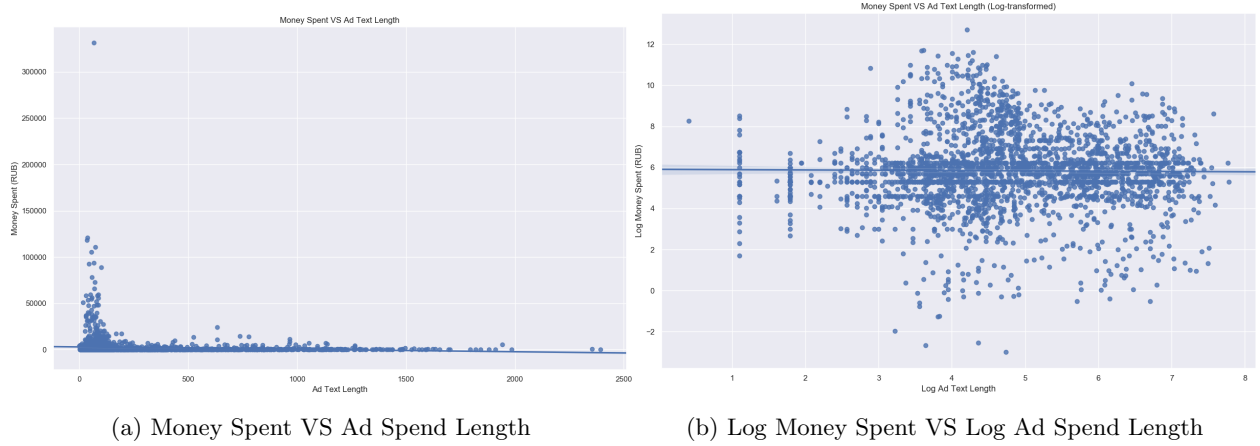 Money Spent VS Ad Text Length
Money Spent (RUB)
300000
250000
200000
150000
100000
50000
0
0 500 1000 1500 2000 2500
Ad Text Length
(a) Money Spent VS Ad Spend Length
Money Spent VS Ad Text Length (Log-transformed)
Log Money Spent (RUB)
12
10
8
6
4
2
0
−2
1 2 3 4 5 6 7 8
Log Ad Text Length
(b) Log Money Spent VS Log Ad Spend Length